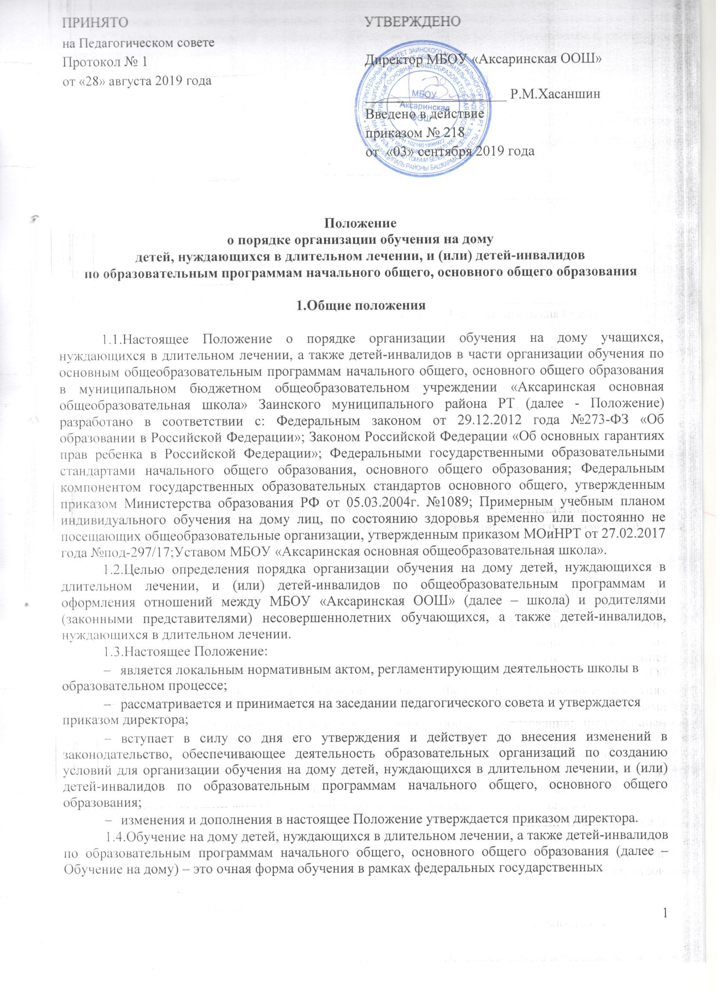 ПРИНЯТО
на Педагогическом совете
Протокол № 1
от «28» августа 2019 года
УТВЕРЖДЕНО
Директор МБОУ «Аксаринская ООШ»
Р.М.Хасаншин
Введено в действие
приказом № 218
от «03» сентября 2019 года
МБОУ
"Аксаринская
ООШ"
Положение
о порядке организации обучения на дому
детей, нуждающихся в длительном лечении, и (или) детей-инвалидов
по образовательным программам начального общего, основного общего образования
1.Общие положения
1.1.Настоящее Положение о порядке организации обучения на дому учащихся,
нуждающихся в длительном лечении, а также детей-инвалидов в части организации обучения по
основным общеобразовательным программам начального общего, основного общего образования
в муниципальном бюджетном общеобразовательном учреждении «Аксаринская основная
общеобразовательная школа» Заинского муниципального района РТ (далее - Положение)
разработано в соответствии с: Федеральным законом от 29.12.2012 года №273-ФЗ «Об
образовании в Российской Федерации»; Законом Российской Федерации «Об основных гарантиях
прав ребенка в Российской Федерации»; Федеральными государственными образовательными
стандартами начального общего образования, основного общего образования; Федеральным
компонентом государственных образовательных стандартов основного общего, утвержденным
приказом Министерства образования РФ от 05.03.2004г. №1089; Примерным учебным планом
индивидуального обучения на дому лиц, по состоянию здоровья временно или постоянно не
посещающих общеобразовательные организации, утвержденным приказом МОиНРТ от 27.02.2017
года №под-297/17;Уставом МБОУ «Аксаринская основная общеобразовательная школа».
1.2.Целью определения порядка организации обучения на дому детей, нуждающихся в
длительном лечении, и (или) детей-инвалидов по общеобразовательным программам и
оформления отношений между МБОУ «Аксаринская ООШ» (далее – школа) и родителями
(законными представителями) несовершеннолетних обучающихся, а также детей-инвалидов,
нуждающихся в длительном лечении.
1.3.Настоящее Положение:
– является локальным нормативным актом, регламентирующим деятельность школы в
образовательном процессе;
– рассматривается и принимается на заседании педагогического совета и утверждается
приказом директора;
– вступает в силу со дня его утверждения и действует до внесения изменений в
законодательство, обеспечивающее деятельность образовательных организаций по созданию
условий для организации обучения на дому детей, нуждающихся в длительном лечении, и (или)
детей-инвалидов по образовательным программам начального общего, основного общего
образования;
– изменения и дополнения в настоящее Положение утверждается приказом директора.
1.4.Обучение на дому детей, нуждающихся в длительном лечении, а также детей-инвалидов
по образовательным программам начального общего, основного общего образования (далее –
Обучение на дому) – это очная форма обучения в рамках федеральных государственных
1